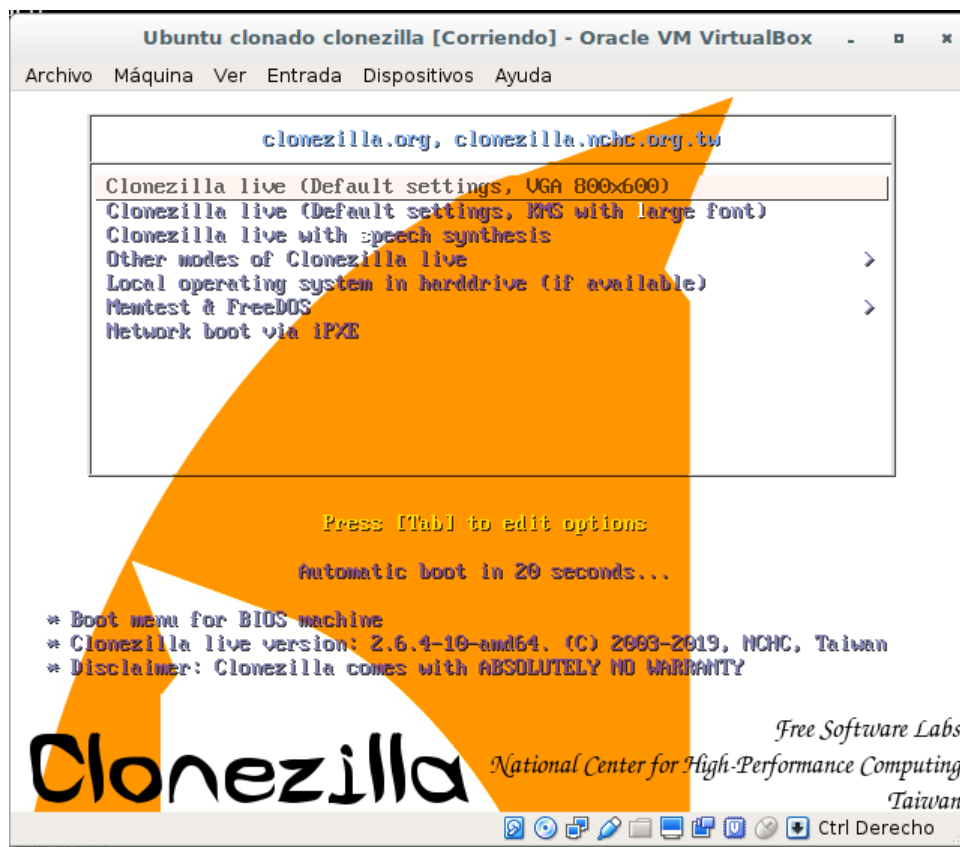 Ubuntu clonado clonezilla [Corriendo] - Oracle VM VirtualBox
Archivo Máquina Ver Entrada Dispositivos Ayuda
clonezilla.org, clonezilla.nchc.org.tw
Clonezilla live (Default settings, VGA 800x600)
Clonezilla live (Default settings, KMS with large font)
Clonezilla live with speech synthesis
Other modes of Clonezilla live >
Local operating system in harddrive (if available)
Memtest & FreeDOS >
Network boot via iPXE
Press [Tab] to edit options
Automatic boot in 20 seconds...
* Boot menu for BIOS machine
* Clonezilla live version: 2.6.4-10-amd64. (C) 2003-2019, NCHC, Taiwan
* Disclaimer: Clonezilla comes with ABSOLUTELY NO WARRANTY
Clonezilla
Free Software Labs
National Center for High-Performance Computing
Taiwan
Ctrl Derecho